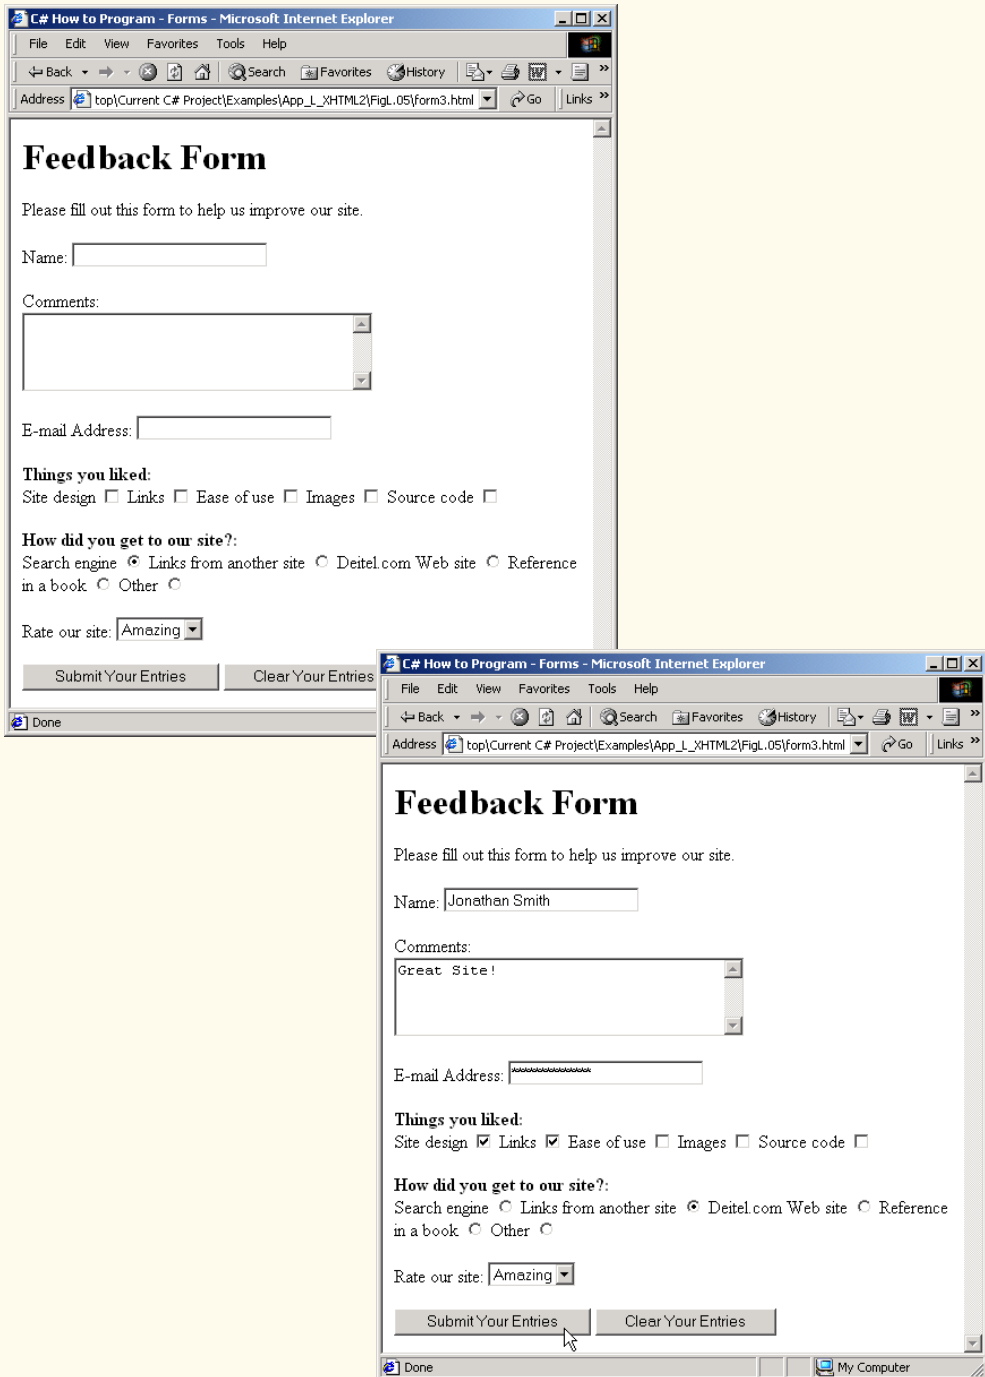 C# How to Program - Forms - Microsoft Internet Explorer
File Edit View Favorites Tools Help
Back Search Favorites History
Address top\Current C# Project\Examples\App_L_XHTML2\FigL.05\form3.html Go Links »
Feedback Form
Please fill out this form to help us improve our site.
Name:
Comments:
E-mail Address:
Things you liked:
Site design Links Ease of use Images Source code
How did you get to our site?:
Search engine Links from another site Deitel.com Web site Reference
in a book Other
Rate our site: Amazing
Submit Your Entries Clear Your Entries
Done
C# How to Program - Forms - Microsoft Internet Explorer
File Edit View Favorites Tools Help
Back Search Favorites History
Address top\Current C# Project\Examples\App_L_XHTML2\FigL.05\form3.html Go Links »
Feedback Form
Please fill out this form to help us improve our site.
Name: Jonathan Smith
Comments:
Great Site!
E-mail Address: **************
Things you liked:
Site design Links Ease of use Images Source code
How did you get to our site?:
Search engine Links from another site Deitel.com Web site Reference
in a book Other
Rate our site: Amazing
Submit Your Entries Clear Your Entries
Done My Computer